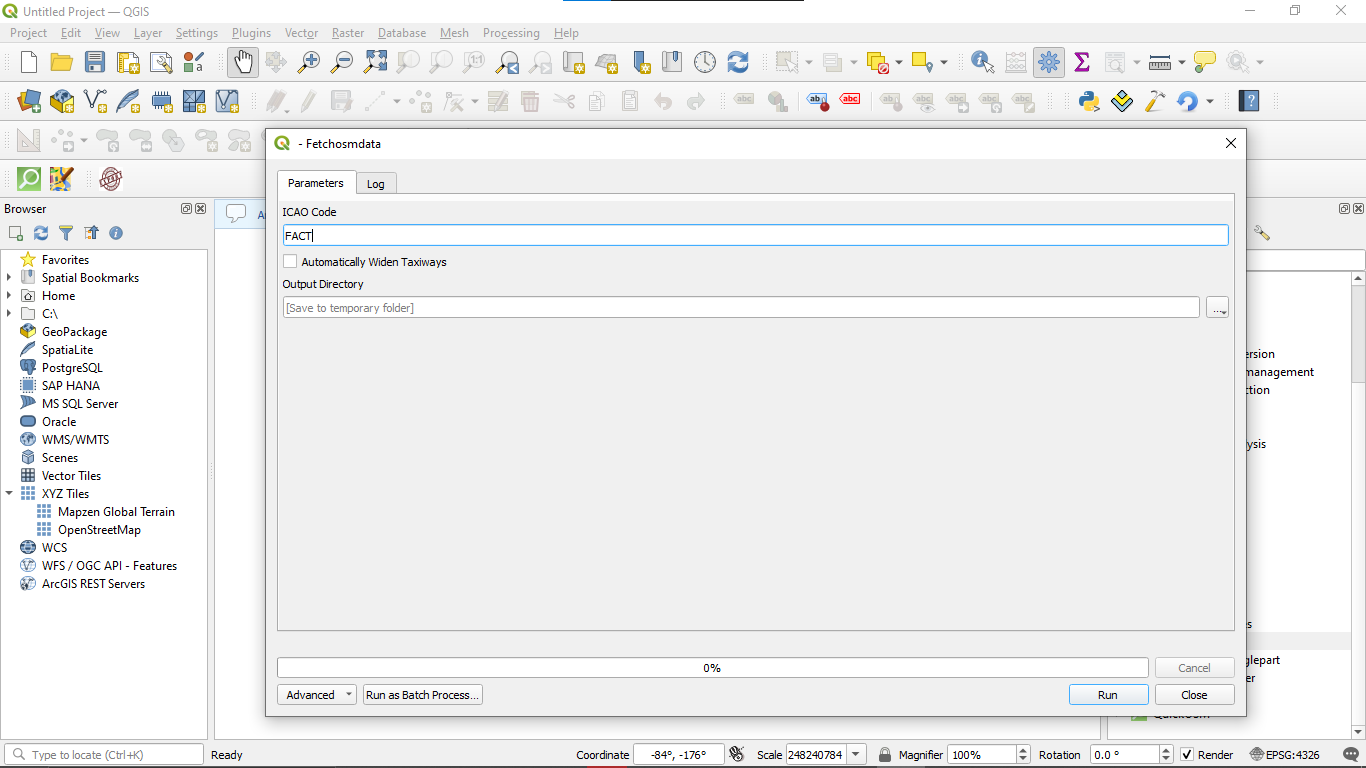 Untitled Project — QGIS
Project Edit View Layer Settings Plugins Vector Raster Database Mesh Processing Help
- Fetchosmdata
Parameters
Log
ICAO Code
FACT
Automatically Widen Taxiways
Output Directory
[Save to temporary folder]
...
0%
Cancel
Advanced
Run as Batch Process...
Run
Close
Browser
Favorites
Spatial Bookmarks
Home
C:\
GeoPackage
SpatiaLite
PostgreSQL
SAP HANA
MS SQL Server
Oracle
WMS/WMTS
Scenes
Vector Tiles
XYZ Tiles
Mapzen Global Terrain
OpenStreetMap
WCS
WFS / OGC API - Features
ArcGIS REST Servers
ersion
management
ction
ysis
s
glepart
er
Type to locate (Ctrl+K)
Ready
Coordinate
-84°, -176°
Scale
248240784
Magnifier
100%
Rotation
0.0 °
Render
EPSG:4326